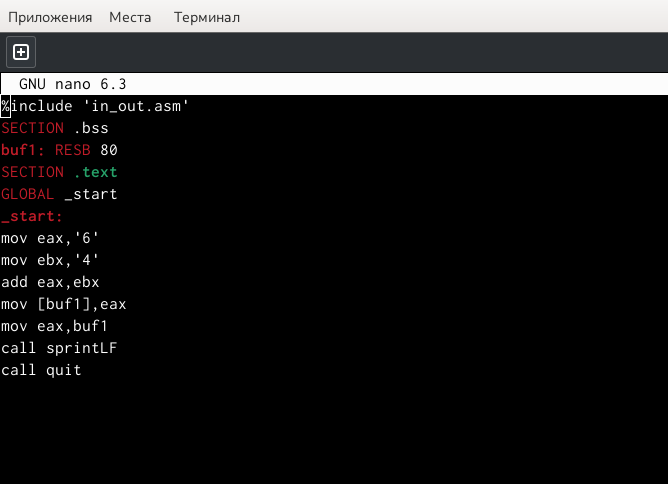 Приложения Места Терминал
GNU nano 6.3
%include 'in_out.asm'
SECTION .bss
buf1: RESB 80
SECTION .text
GLOBAL _start
_start:
mov eax,'6'
mov ebx,'4'
add eax,ebx
mov [buf1],eax
mov eax,buf1
call sprintLF
call quit